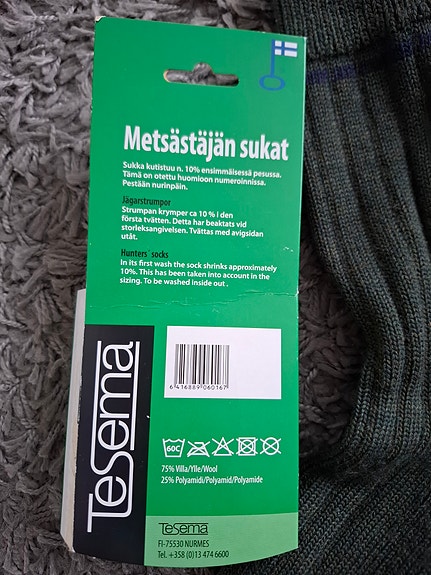 Metsästäjän sukat
Sukka kutistuu n. 10% ensimmäisessä pesussa.
Tämä on otettu huomioon numeroinnissa.
Pestään nurinpäin.
Jägarstrumpor
Strumpan krymper ca 10 % i den
första tvätten. Detta har beaktats vid
storleksangivelsen. Tvättas med avigsidan
utåt.
Hunters´ socks
In its first wash the sock shrinks approximately
10%. This has been taken into account in the
sizing. To be washed inside out .
6 416889 060167
TeSema
60C
75% Villa/Ylle/Wool
25% Polyamidi/Polyamid/Polyamide
TeSema
FI-75530 NURMES
Tel. +358 (0)13 474 6600